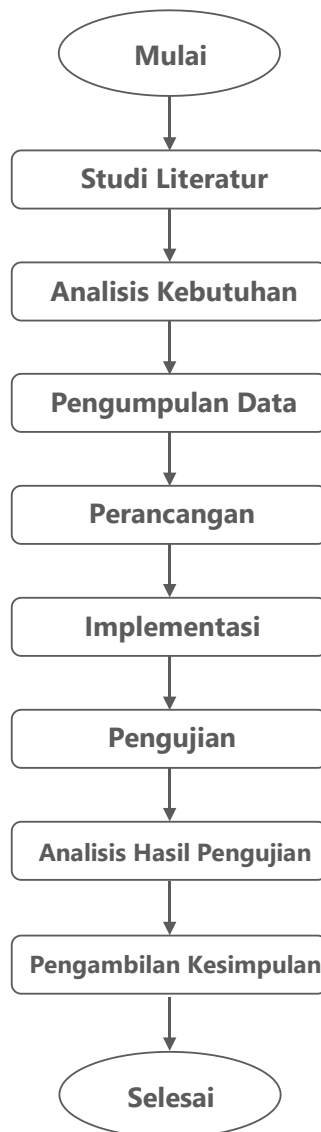 Mulai
Studi Literatur
Analisis Kebutuhan
Pengumpulan Data
Perancangan
Implementasi
Pengujian
Analisis Hasil Pengujian
Pengambilan Kesimpulan
Selesai